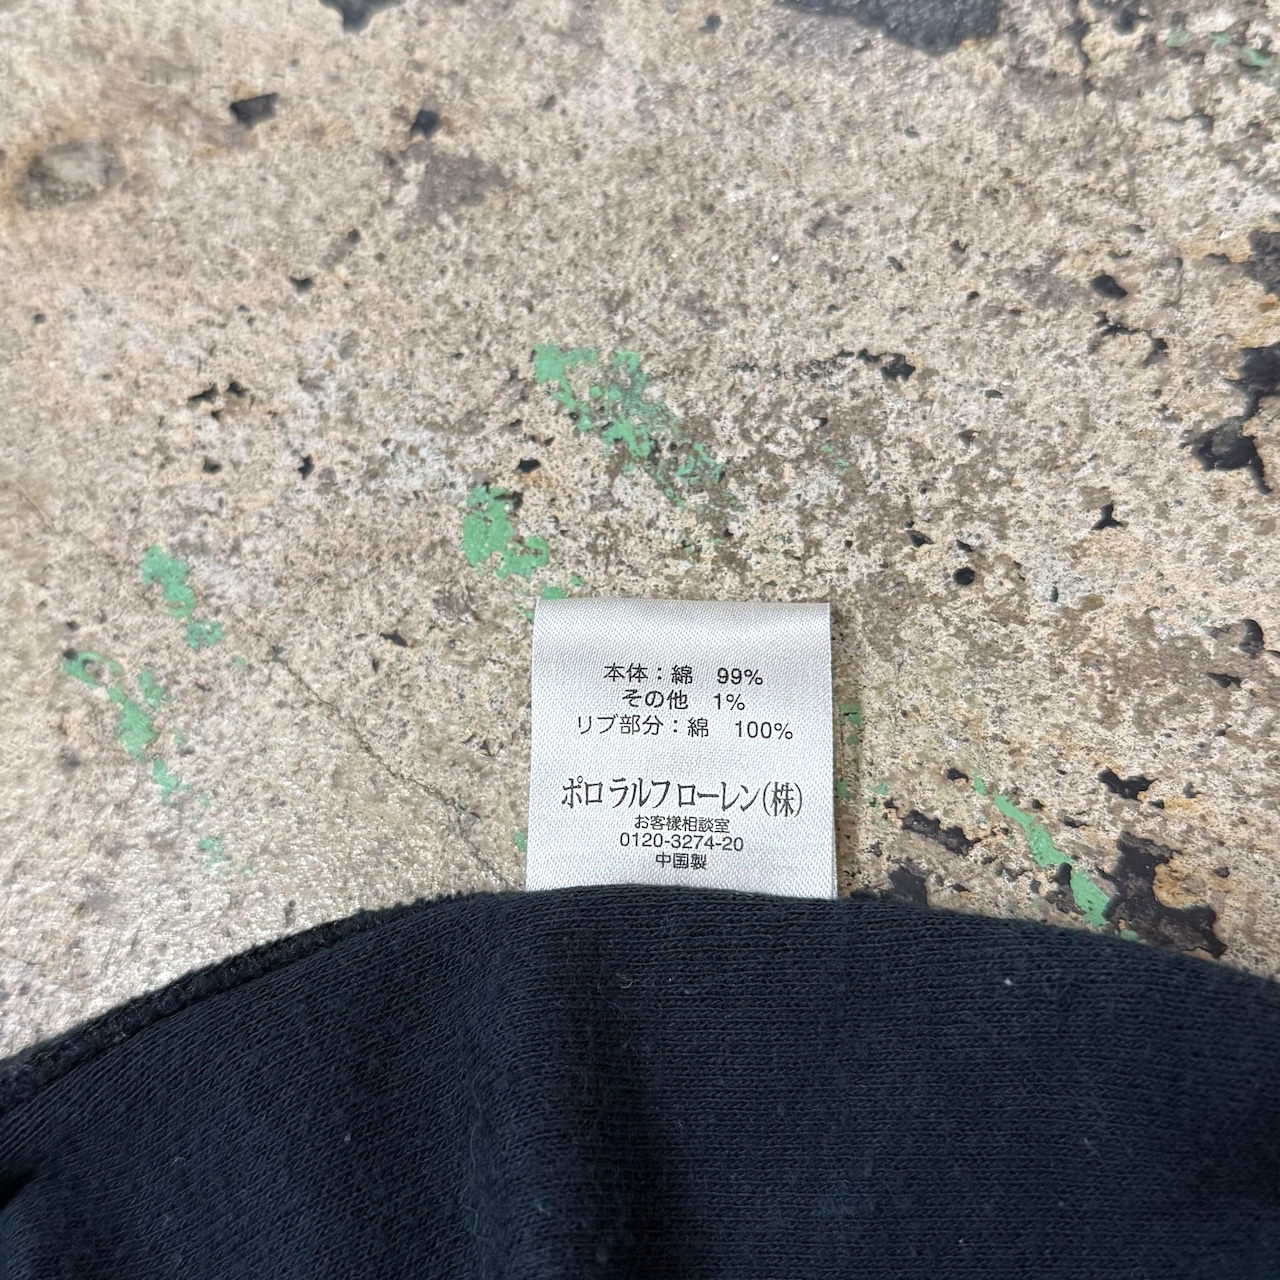 本体：綿　99%
その他　1%
リブ部分：綿　100%
ポロ ラルフ ローレン(株)
お客様相談室
0120-3274-20
中国製